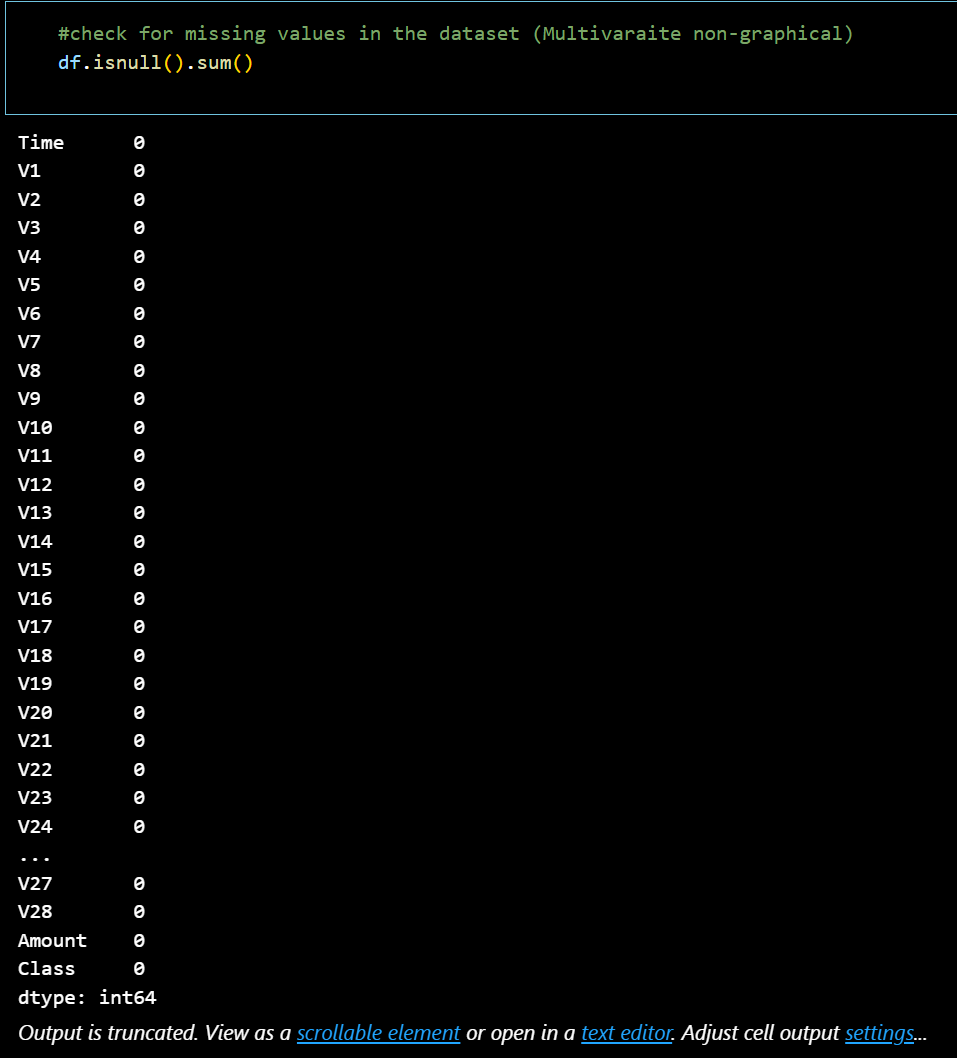 #check for missing values in the dataset (Multivaraite non-graphical)
df.isnull().sum()
Time 0
V1 0
V2 0
V3 0
V4 0
V5 0
V6 0
V7 0
V8 0
V9 0
V10 0
V11 0
V12 0
V13 0
V14 0
V15 0
V16 0
V17 0
V18 0
V19 0
V20 0
V21 0
V22 0
V23 0
V24 0
...
V27 0
V28 0
Amount 0
Class 0
dtype: int64
Output is truncated. View as a scrollable element or open in a text editor. Adjust cell output settings...